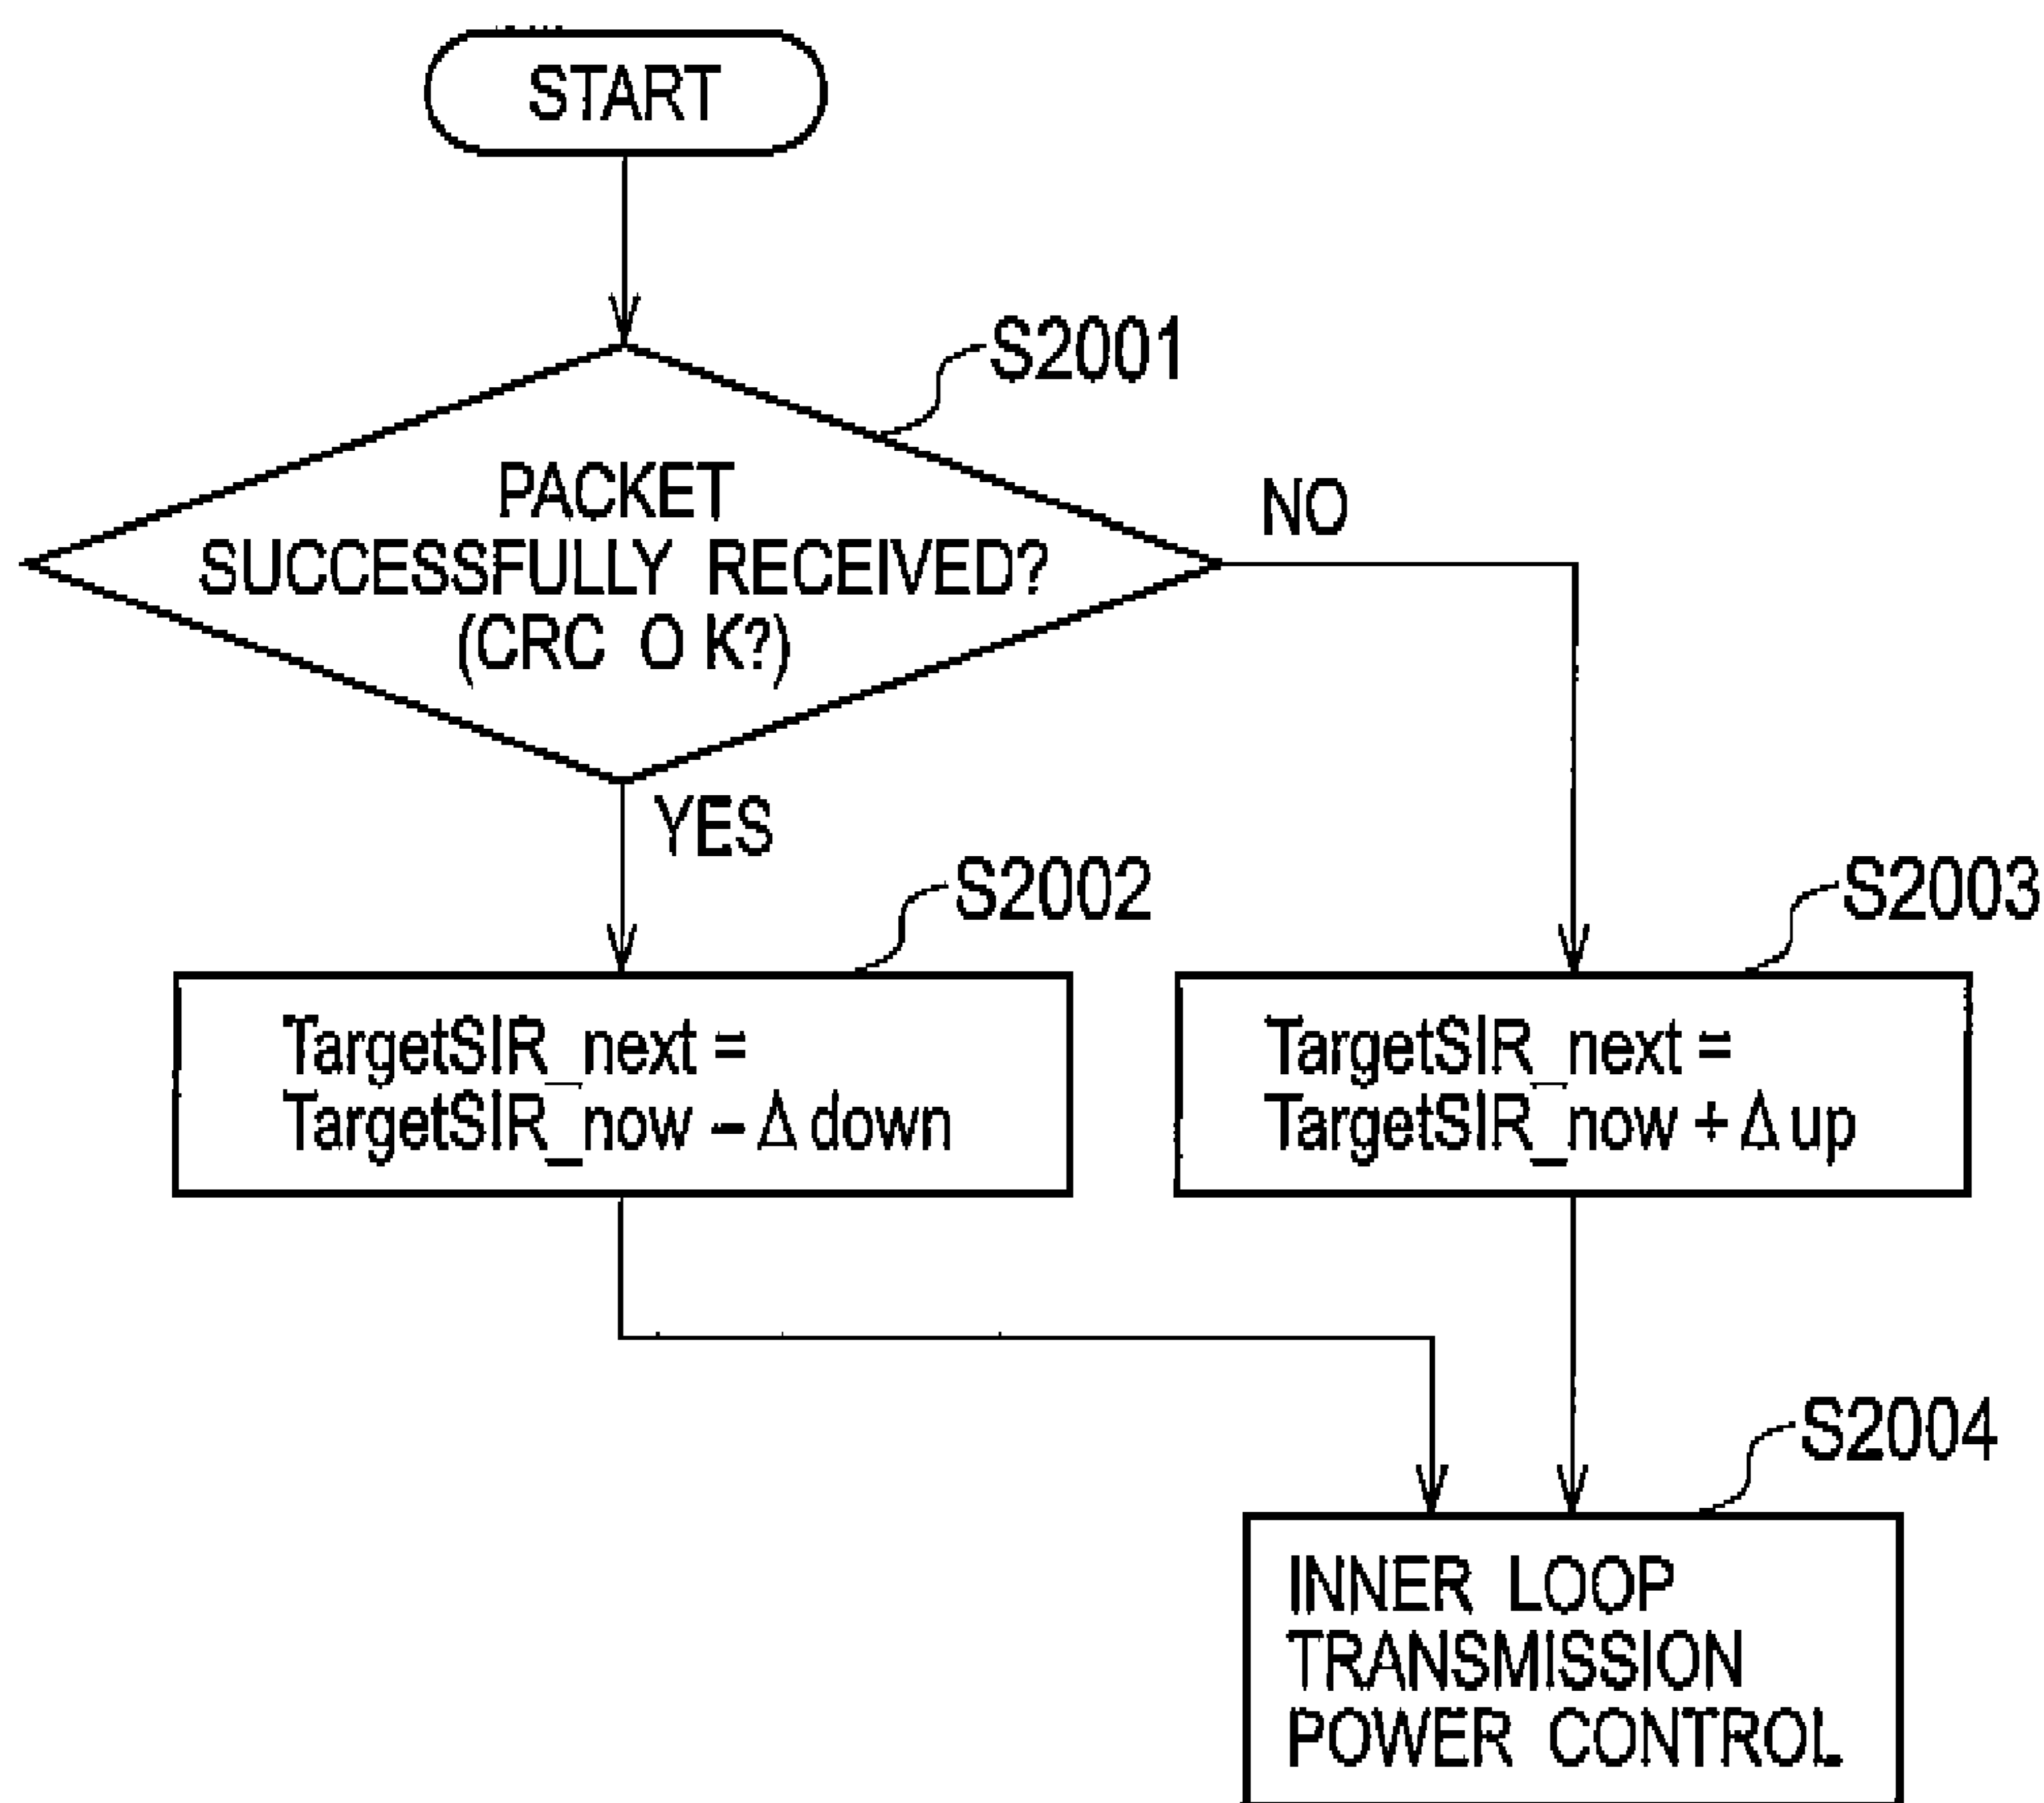 START
S2001
PACKET
SUCCESSFULLY RECEIVED?
(CRC O K?)
NO
YES
S2002
TargetSIR_next =
TargetSIR_now – Δ down
S2003
TargetSIR_next =
TargetSIR_now + Δ up
S2004
INNER LOOP
TRANSMISSION
POWER CONTROL